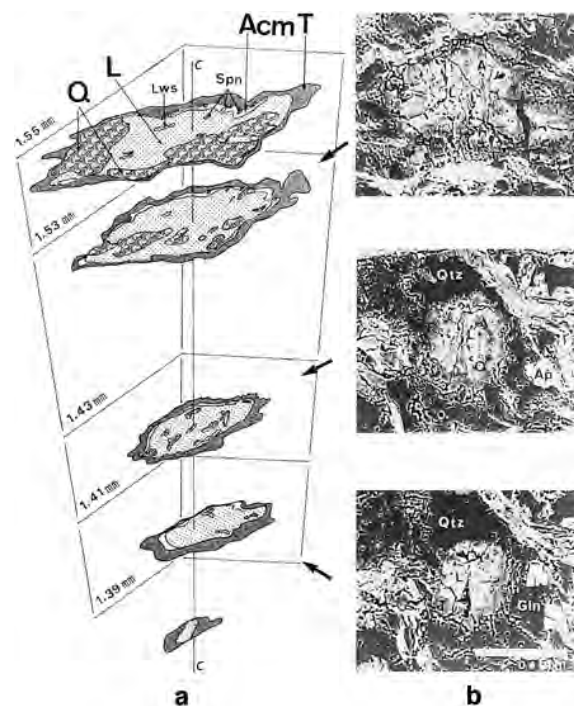 Acm T
L
C
Q
Lws
Spn
1.55 mm
1.53 mm
1.43 mm
1.41 mm
1.39 mm
C
a
A
L
Qtz
Ap
Qtz
L
Gln
b